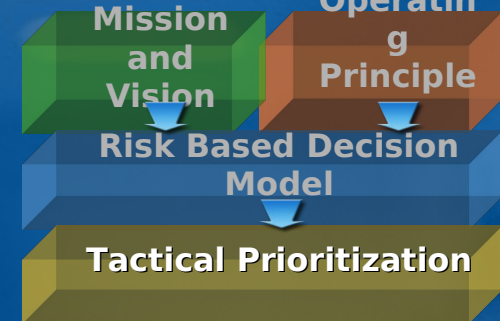 Mission
and
Vision
Operatin
g
Principle
Risk Based Decision
Model
Tactical Prioritization